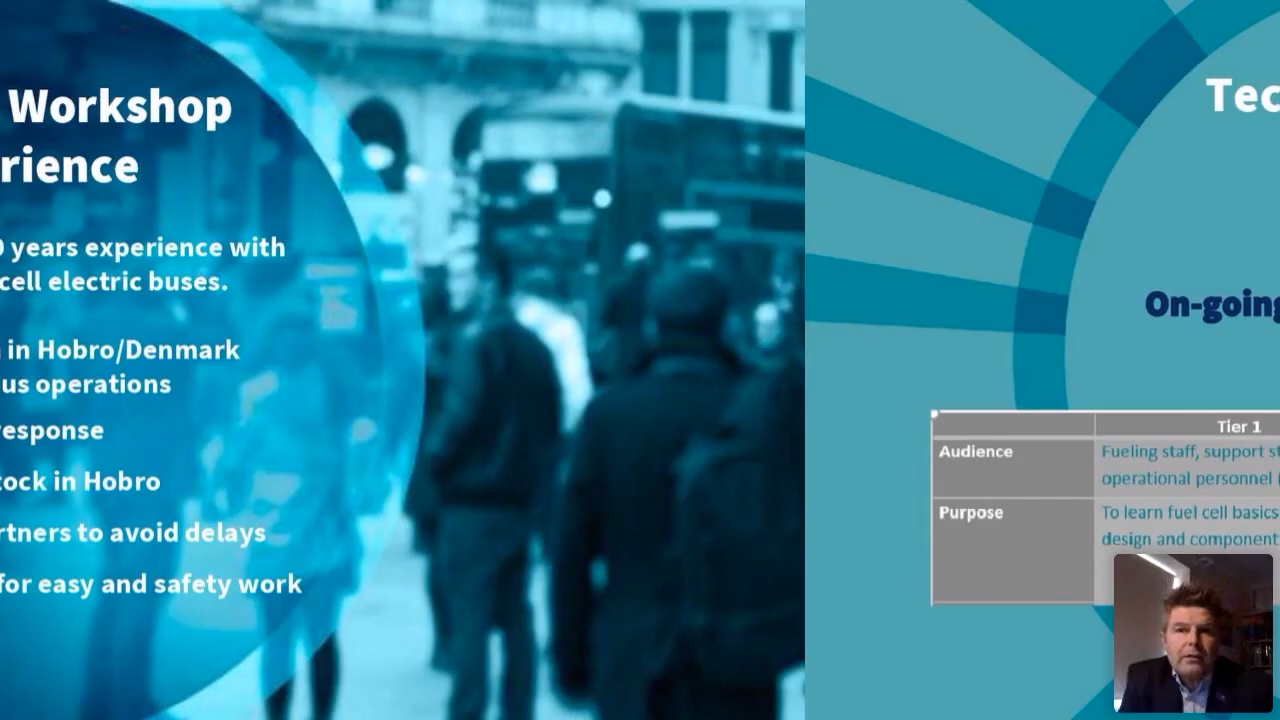 Workshop
rience
years experience with
cell electric buses.
in Hobro/Denmark
us operations
response
tock in Hobro
rtners to avoid delays
for easy and safety work
Tec
On-going
Tier 1
Audience
Fueling staff, support st
operational personnel
Purpose
To learn fuel cell basics
design and component